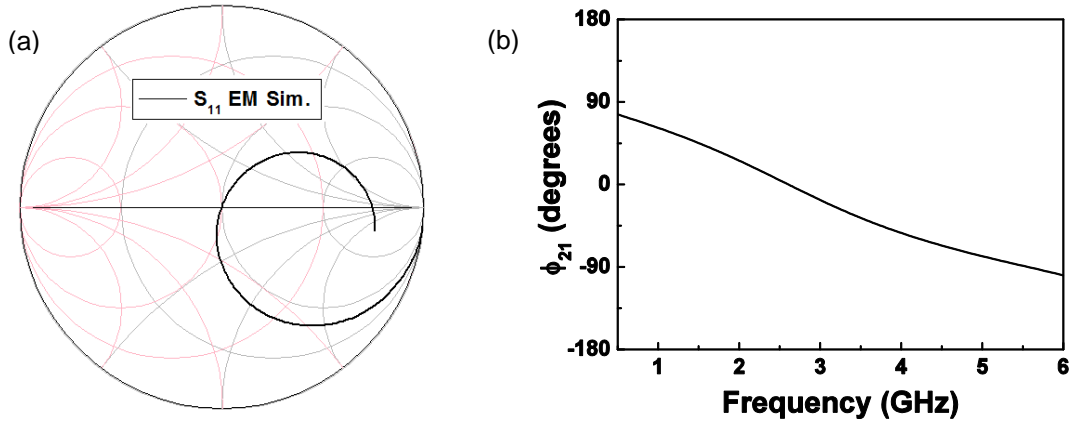 (a)
S₁₁ EM Sim.
(b)
180
90
0
-90
-180
ϕ₂₁ (degrees)
1 2 3 4 5 6
Frequency (GHz)